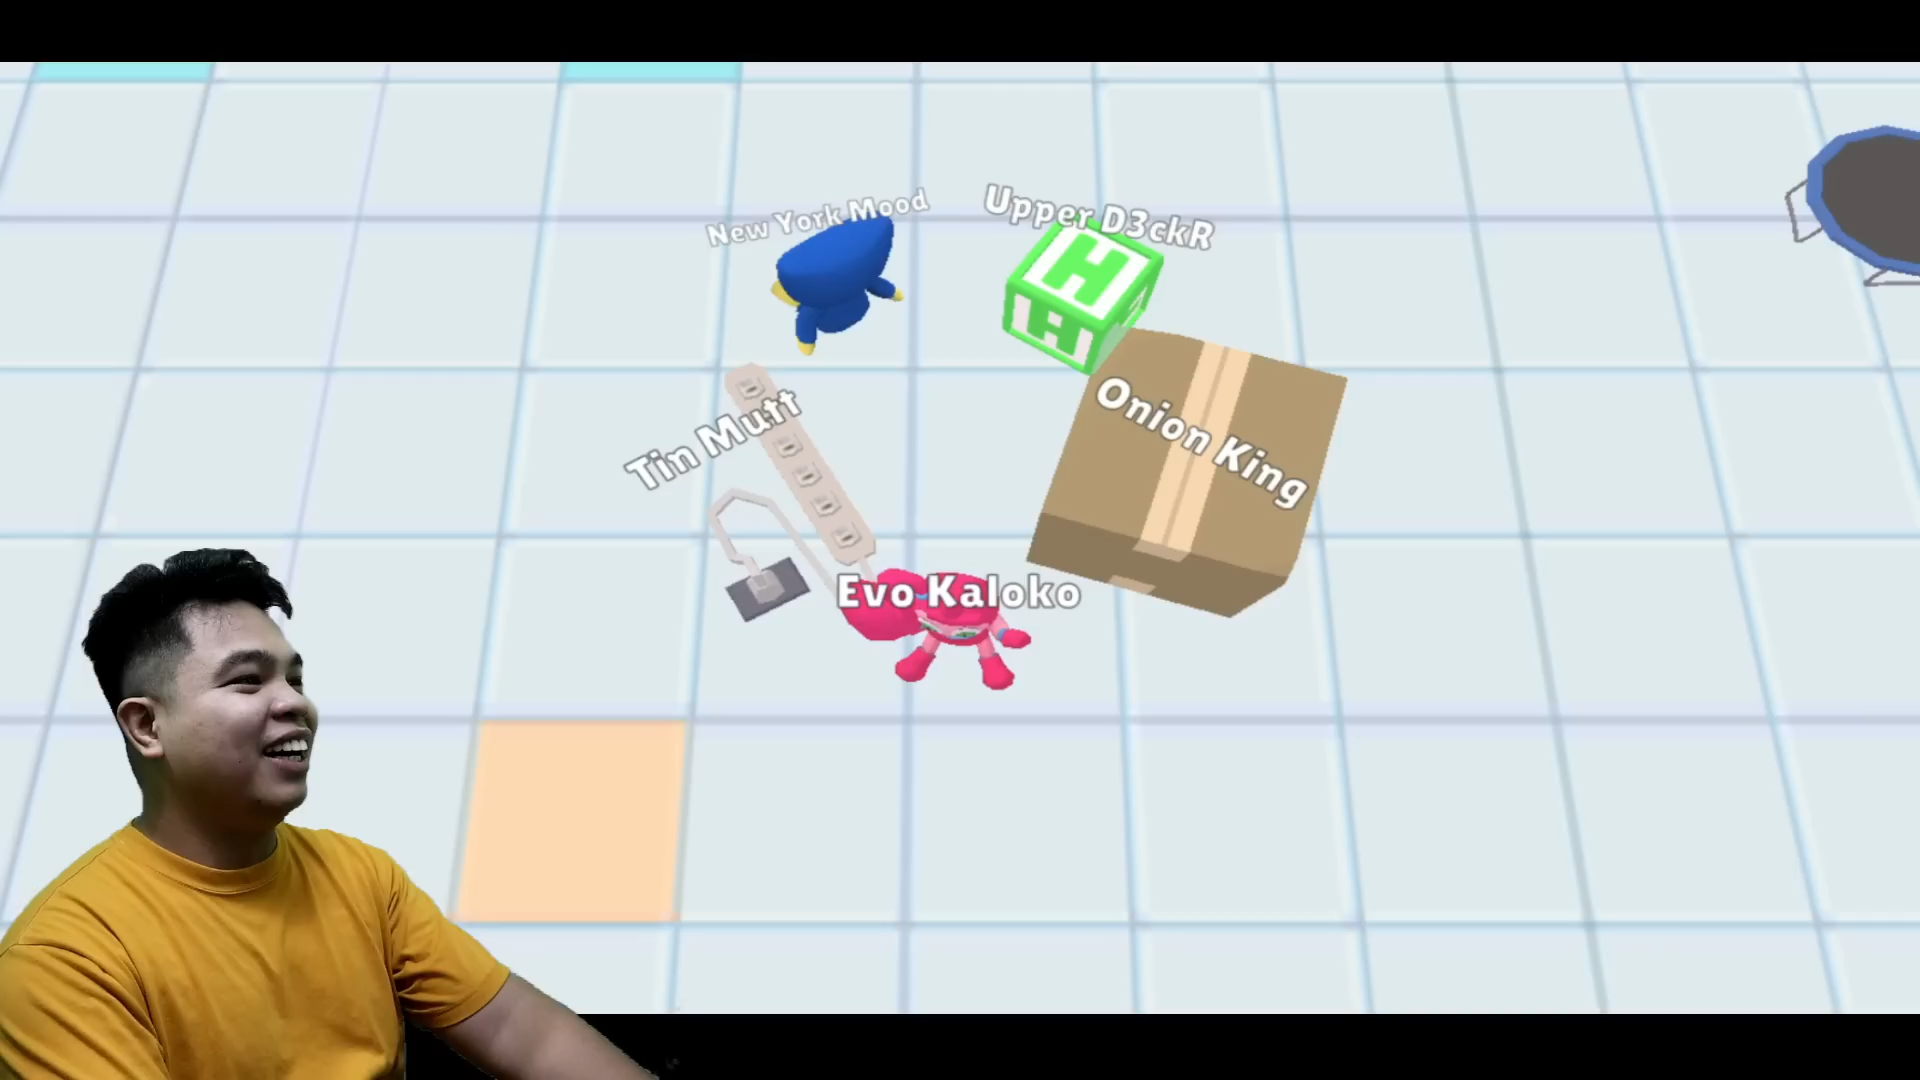 New York Mood
Upper D3ckR
H
H
Tin Mutt
Onion King
Evo Kaloko